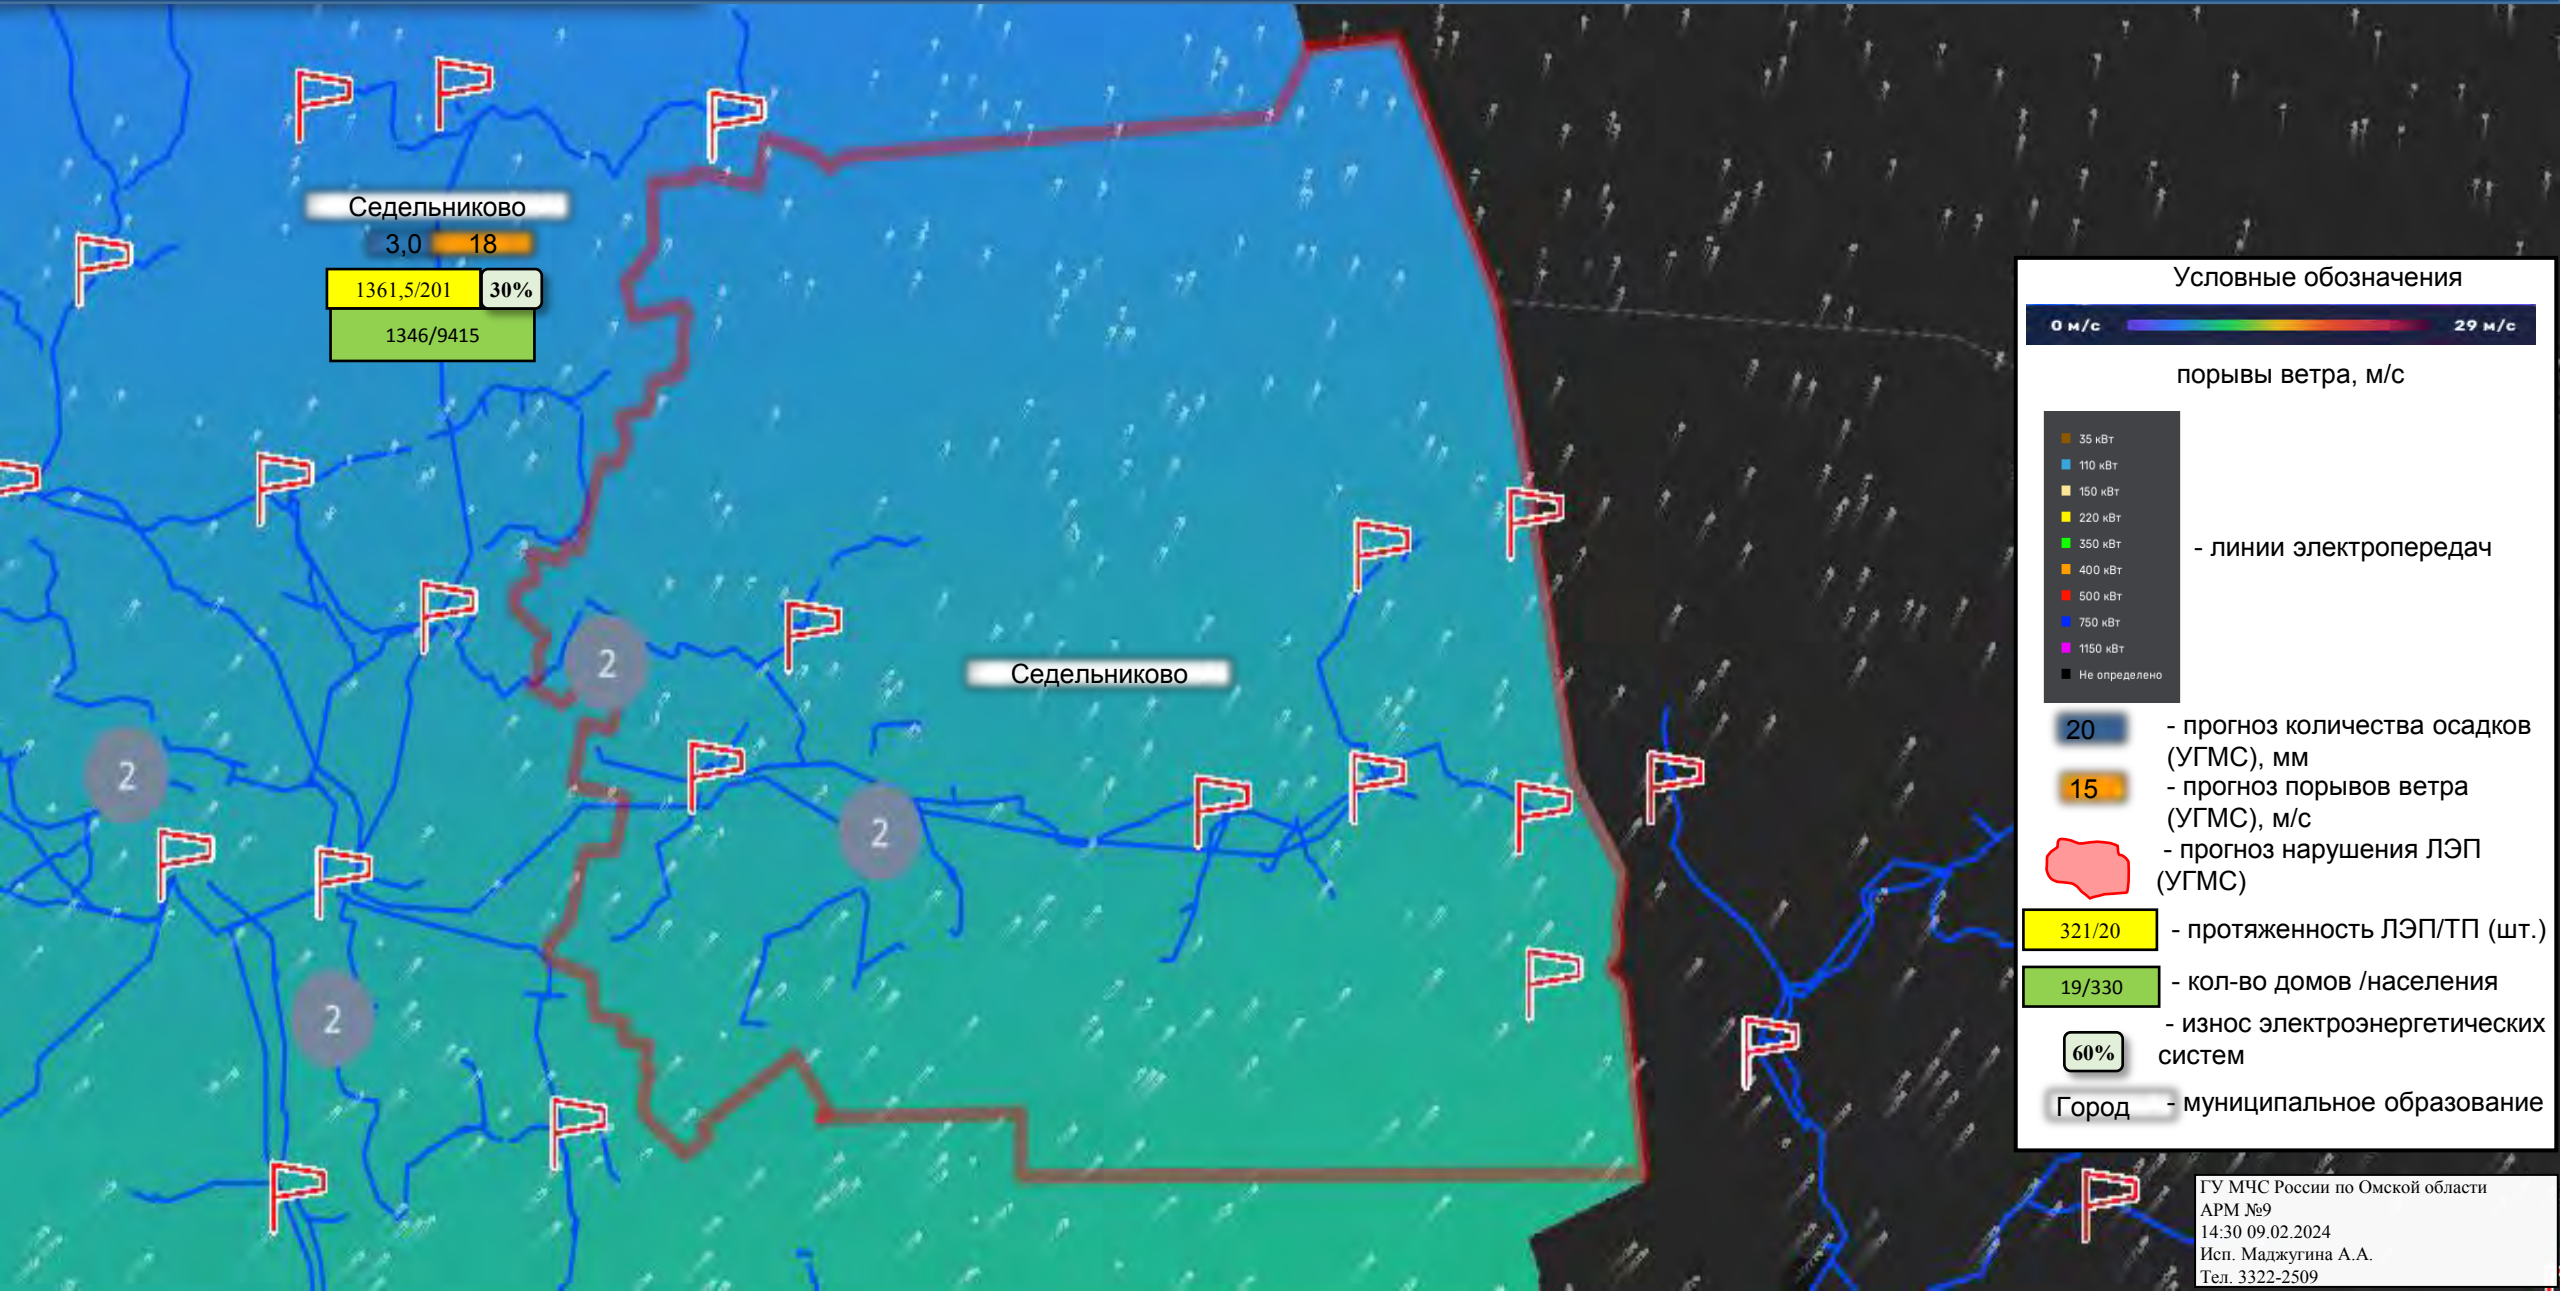 Седельниково
3,0 18
1361,5/201 30%
1346/9415
2
Седельниково
2
2
2
Условные обозначения
0 м/с 29 м/с
порывы ветра, м/с
35 кВт
110 кВт
150 кВт
220 кВт
350 кВт
400 кВт
500 кВт
750 кВт
1150 кВт
Не определено
- линии электропередач
20 - прогноз количества осадков
(УГМС), мм
15 - прогноз порывов ветра
(УГМС), м/с
- прогноз нарушения ЛЭП
(УГМС)
321/20 - протяженность ЛЭП/ТП (шт.)
19/330 - кол-во домов /населения
- износ электроэнергетических
60% систем
Город - муниципальное образование
ГУ МЧС России по Омской области
АРМ №9
14:30 09.02.2024
Исп. Маджугина А.А.
Тел. 3322-2509